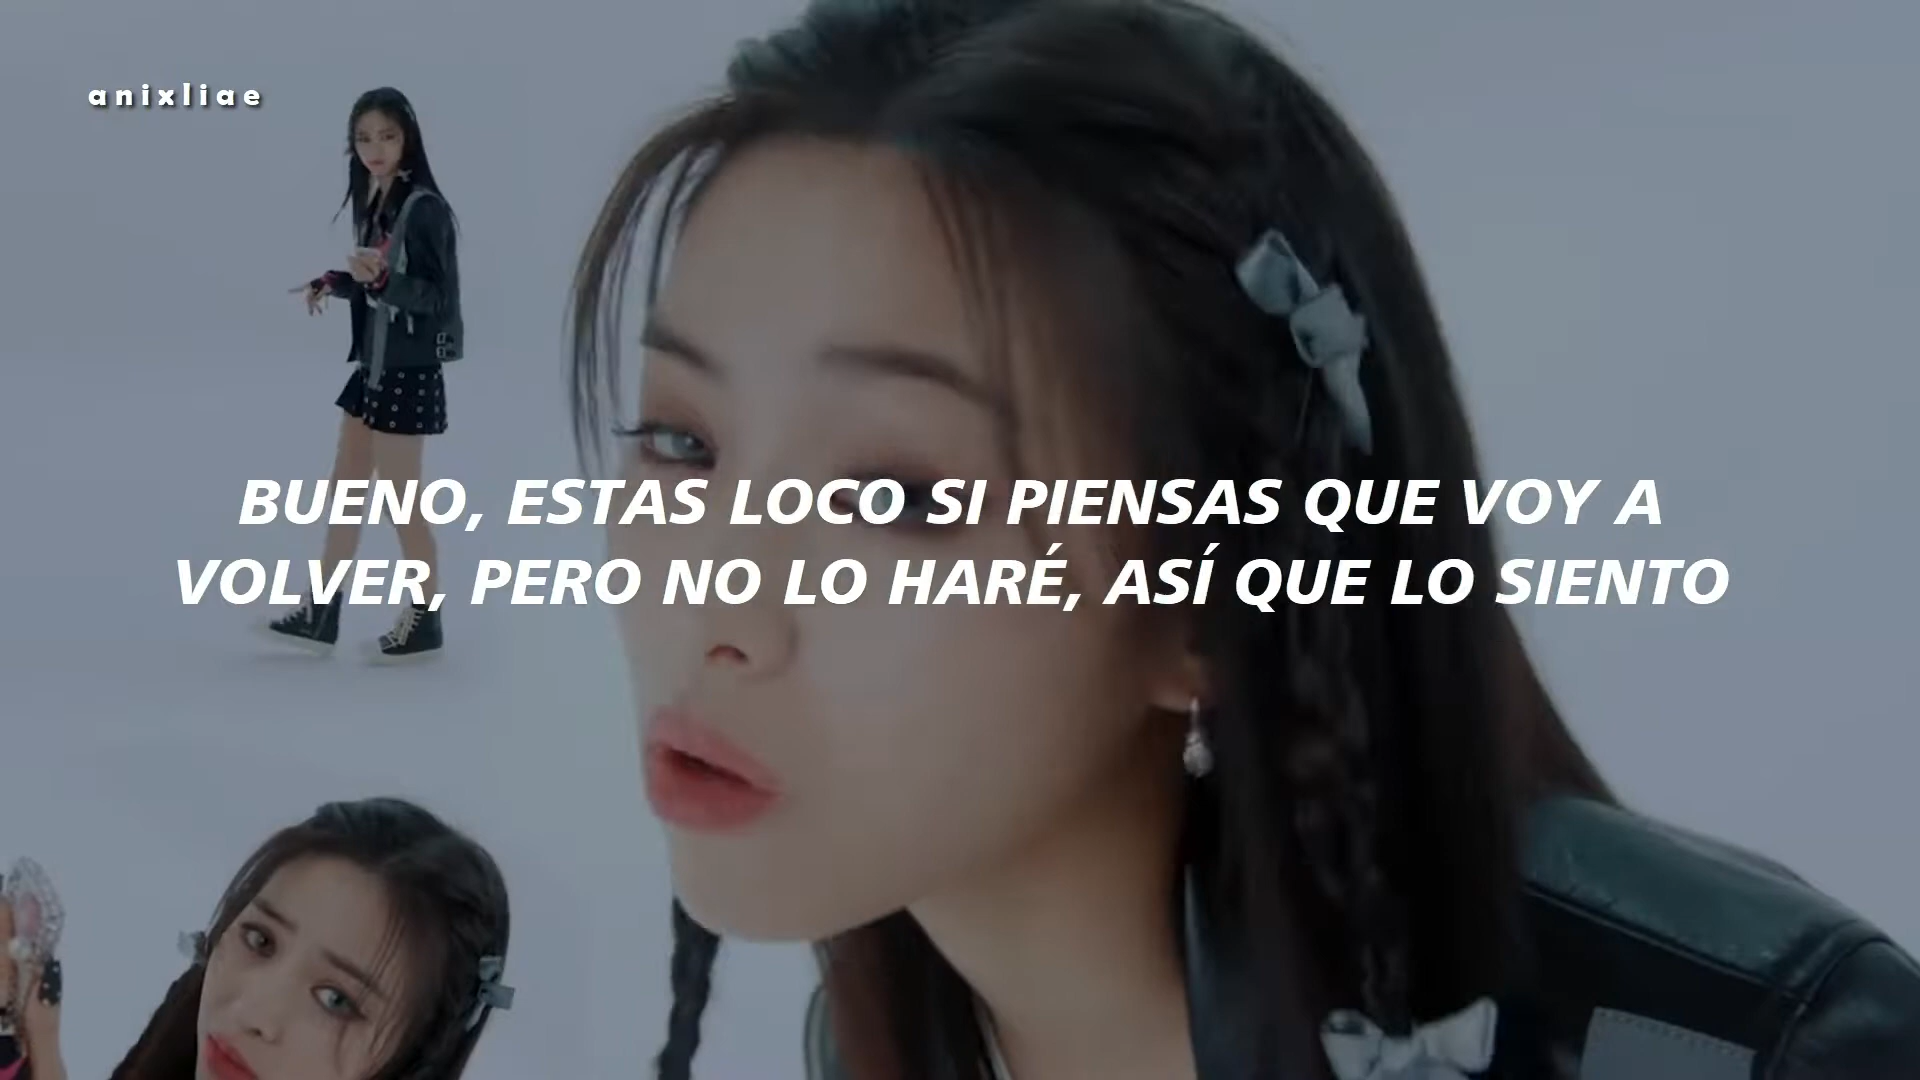 anixliae
BUENO, ESTAS LOCO SI PIENSAS QUE VOY A
VOLVER, PERO NO LO HARÉ, ASÍ QUE LO SIENTO